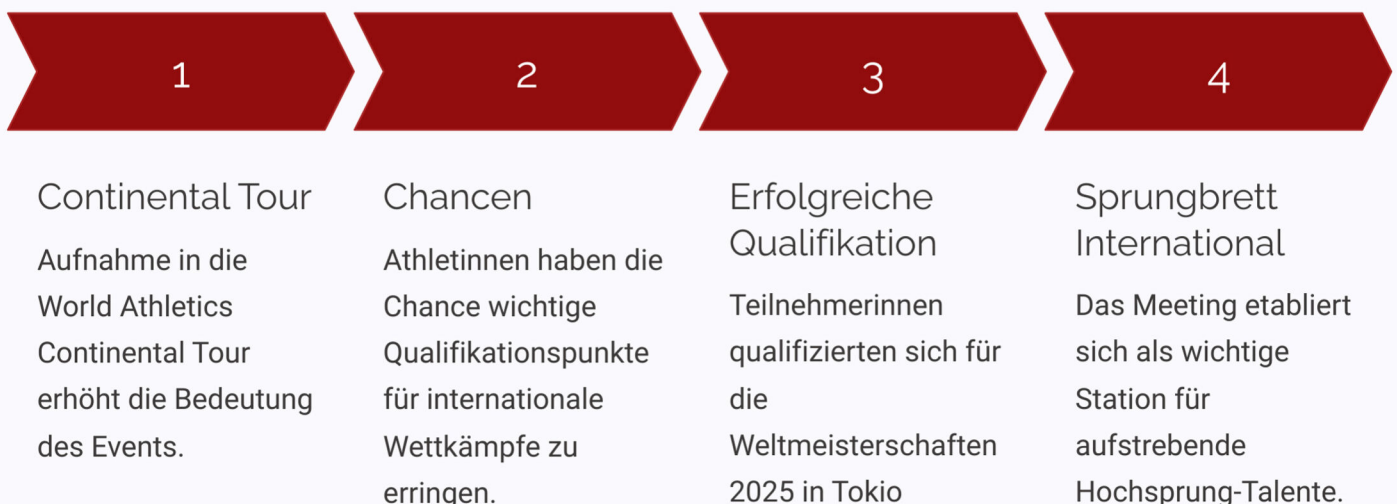 1
Continental Tour
Aufnahme in die
World Athletics
Continental Tour
erhöht die Bedeutung
des Events.
2
Chancen
Athletinnen haben die
Chance wichtige
Qualifikationspunkte
für internationale
Wettkämpfe zu
erringen.
3
Erfolgreiche
Qualifikation
Teilnehmerinnen
qualifizierten sich für
die
Weltmeisterschaften
2025 in Tokio
4
Sprungbrett
International
Das Meeting etabliert
sich als wichtige
Station für
aufstrebende
Hochsprung-Talente.